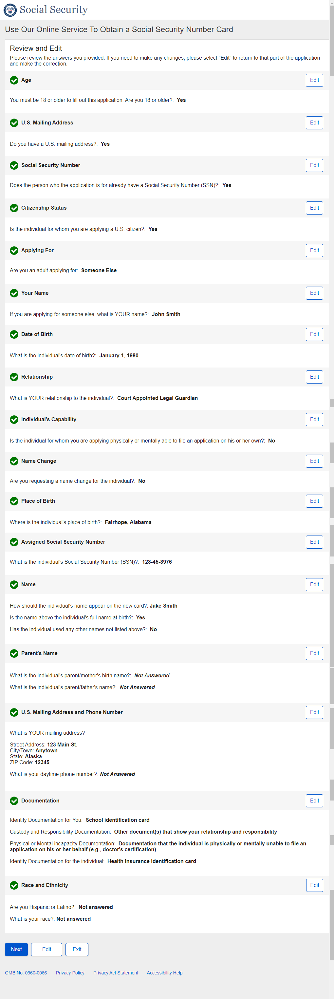 Social Security
Use Our Online Service To Obtain a Social Security Number Card
Review and Edit
Please review the answers you provided. If you need to make any changes, please select "Edit" to return to that part of the application
and make the correction.
Age Edit
You must be 18 or older to fill out this application. Are you 18 or older?: Yes
U.S. Mailing Address Edit
Do you have a U.S. mailing address?: Yes
Social Security Number Edit
Does the person who the application is for already have a Social Security Number (SSN)?: Yes
Citizenship Status Edit
Is the individual for whom you are applying a U.S. citizen?: Yes
Applying For Edit
Are you an adult applying for: Someone Else
Your Name Edit
If you are applying for someone else, what is YOUR name?: John Smith
Date of Birth Edit
What is the individual's date of birth?: January 1, 1980
Relationship Edit
What is YOUR relationship to the individual?: Court Appointed Legal Guardian
Individual's Capability Edit
Is the individual for whom you are applying physically or mentally able to file an application on his or her own?: No
Name Change Edit
Are you requesting a name change for the individual?: No
Place of Birth Edit
Where is the individual's place of birth?: Fairhope, Alabama
Assigned Social Security Number Edit
What is the individual's Social Security Number (SSN)?: 123-45-8976
Name Edit
How should the individual's name appear on the new card?: Jake Smith
Is the name above the individual's full name at birth?: Yes
Has the individual used any other names not listed above?: No
Parent's Name Edit
What is the individual's parent/mother's birth name?: Not Answered
What is the individual's parent/father's name?: Not Answered
U.S. Mailing Address and Phone Number Edit
What is YOUR mailing address?
Street Address: 123 Main St.
City/Town: Anytown
State: Alaska
ZIP Code: 12345
What is your daytime phone number?: Not Answered
Documentation Edit
Identity Documentation for You: School identification card
Custody and Responsibility Documentation: Other document(s) that show your relationship and responsibility
Physical or Mental incapacity Documentation: Documentation that the individual is physically or mentally unable to file an
application on his or her behalf (e.g., doctor's certification)
Identity Documentation for the individual: Health insurance identification card
Race and Ethnicity Edit
Are you Hispanic or Latino?: Not answered
What is your race?: Not answered
Next Edit Exit
OMB No. 0960-0066 Privacy Policy Privacy Act Statement Accessibility Help